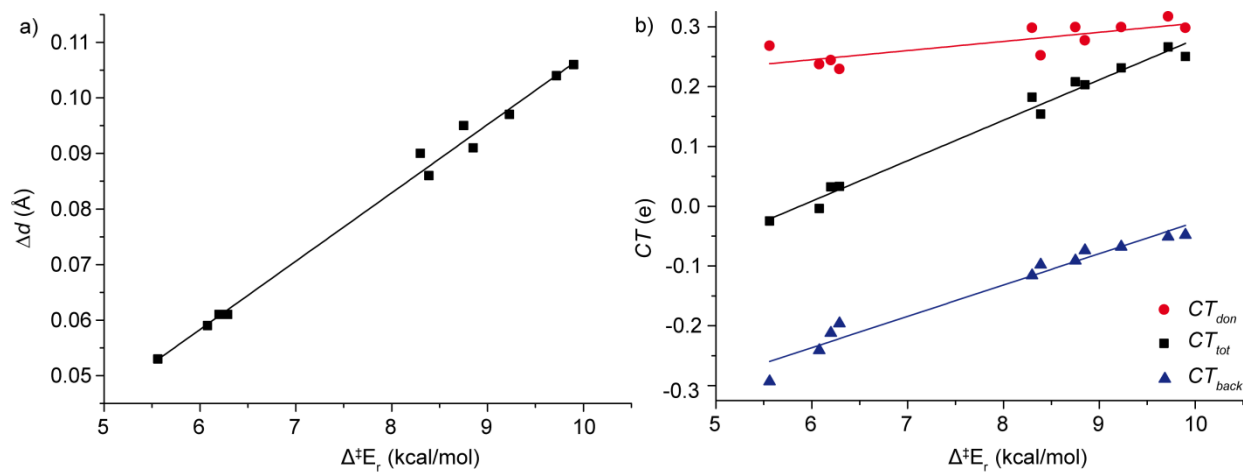 a)
0.11
0.10
0.09
0.08
0.07
0.06
0.05
Δd (Å)
5 6 7 8 9 10
Δ‡Er (kcal/mol)
b)
0.3
0.2
0.1
0.0
-0.1
-0.2
-0.3
CT (e)
CTdon
CTtot
CTback
5 6 7 8 9 10
Δ‡Er (kcal/mol)